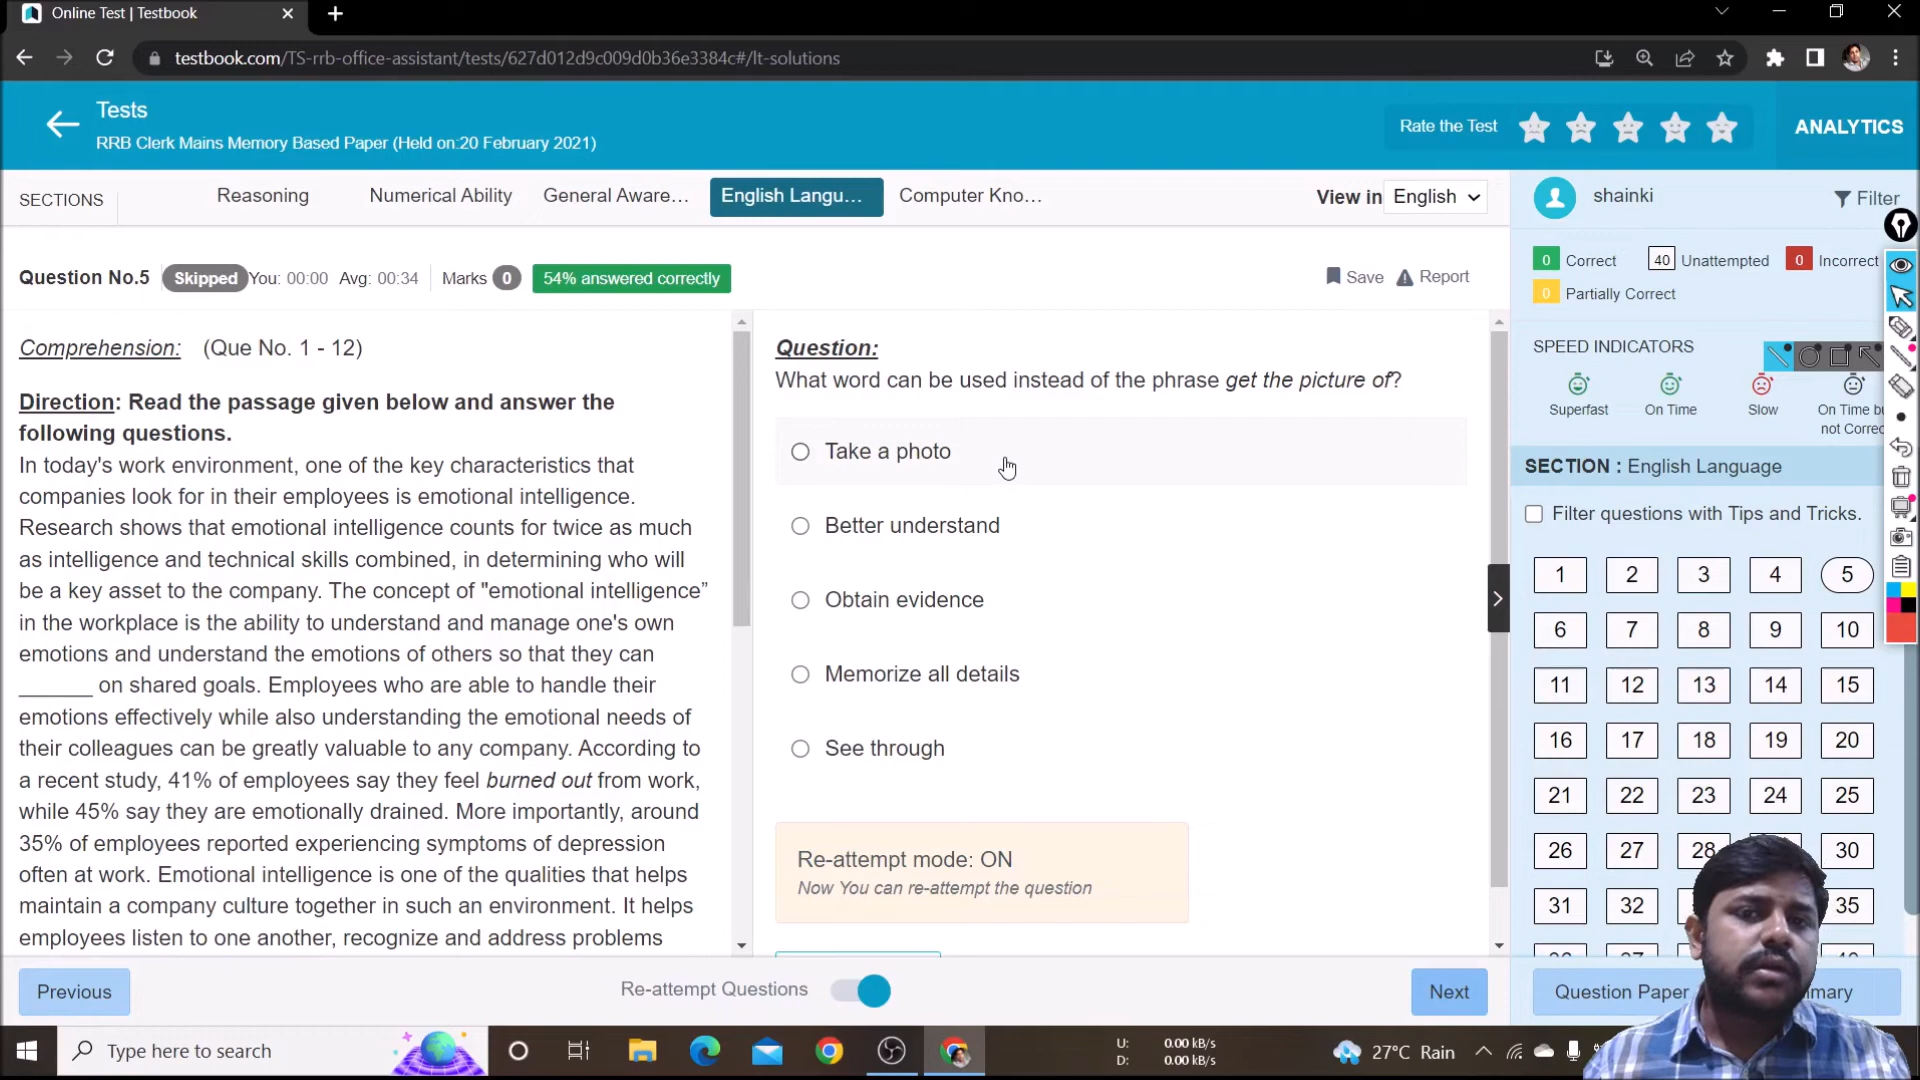 Online Test | Testbook
testbook.com/TS-rrb-office-assistant/tests/627d012d9c009d0b36e3384c#/lt-solutions
Tests
RRB Clerk Mains Memory Based Paper (Held on:20 February 2021)
Rate the Test
ANALYTICS
SECTIONS
Reasoning
Numerical Ability
General Aware...
English Langu...
Computer Kno...
View in
English
shainki
Filter
Question No.5
Skipped
You: 00:00
Avg: 00:34
Marks 0
54% answered correctly
Save
Report
0 Correct
40 Unattempted
0 Incorrect
0 Partially Correct
SPEED INDICATORS
Superfast
On Time
Slow
On Time bu
not Correc
SECTION : English Language
Filter questions with Tips and Tricks.
1 2 3 4 5
6 7 8 9 10
11 12 13 14 15
16 17 18 19 20
21 22 23 24 25
26 27 28 30
31 32 35
Comprehension: (Que No. 1 - 12)
Direction: Read the passage given below and answer the
following questions.
In today's work environment, one of the key characteristics that
companies look for in their employees is emotional intelligence.
Research shows that emotional intelligence counts for twice as much
as intelligence and technical skills combined, in determining who will
be a key asset to the company. The concept of "emotional intelligence”
in the workplace is the ability to understand and manage one's own
emotions and understand the emotions of others so that they can
______ on shared goals. Employees who are able to handle their
emotions effectively while also understanding the emotional needs of
their colleagues can be greatly valuable to any company. According to
a recent study, 41% of employees say they feel burned out from work,
while 45% say they are emotionally drained. More importantly, around
35% of employees reported experiencing symptoms of depression
often at work. Emotional intelligence is one of the qualities that helps
maintain a company culture together in such an environment. It helps
employees listen to one another, recognize and address problems
Question:
What word can be used instead of the phrase get the picture of?
Take a photo
Better understand
Obtain evidence
Memorize all details
See through
Re-attempt mode: ON
Now You can re-attempt the question
Previous
Re-attempt Questions
Next
Question Paper
mary
Type here to search
U: 0.00 kB/s
D: 0.00 kB/s
27°C Rain